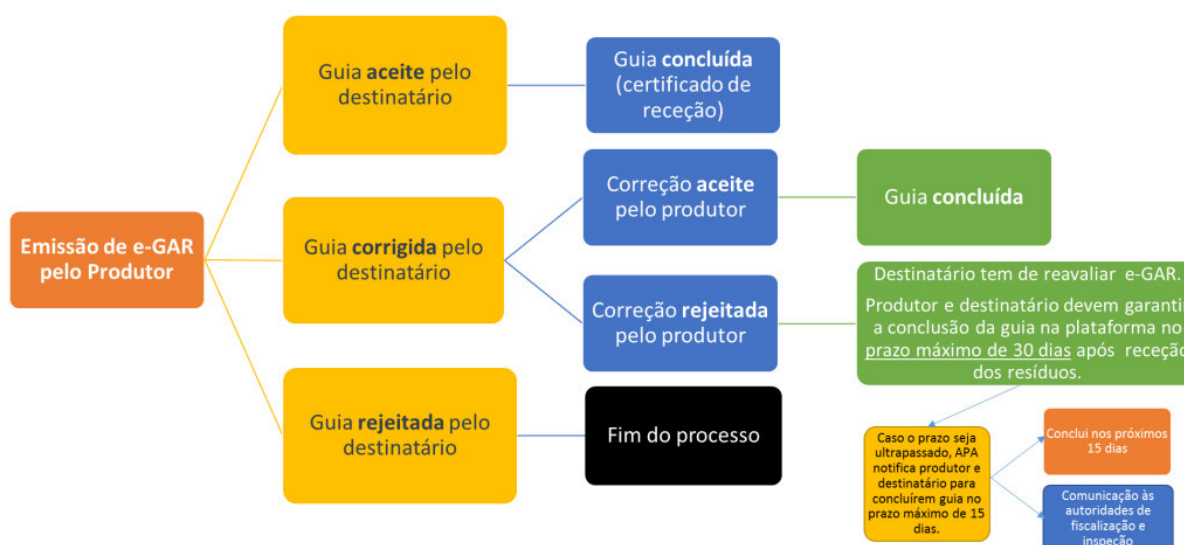 Emissão de e-GAR
pelo Produtor
Guia aceite pelo
destinatário
Guia concluída
(certificado de
receção)
Guia corrigida pelo
destinatário
Correção aceite
pelo produtor
Guia concluída
Correção rejeitada
pelo produtor
Destinatário tem de reavaliar e-GAR.
Produtor e destinatário devem garanti
a conclusão da guia na plataforma no
prazo máximo de 30 dias após receção
dos resíduos.
Guia rejeitada pelo
destinatário
Fim do processo
Caso o prazo seja
ultrapassado, APA
notifica produtor e
destinatário para
concluírem guia no
prazo máximo de 15
dias.
Conclui nos próximos
15 dias
Comunicação às
autoridades de
fiscalização e
inspeção